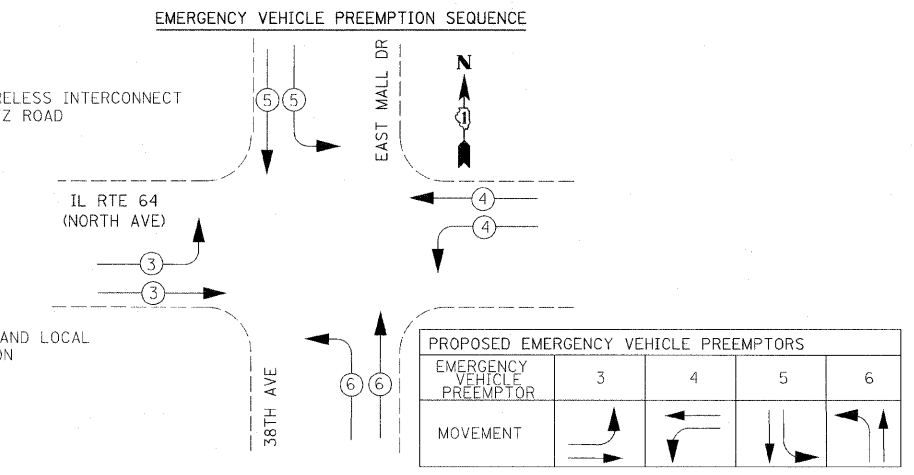 EMERGENCY VEHICLE PREEMPTION SEQUENCE
RELESS INTERCONNECT
TZ ROAD
EAST MALL DR
N
1
5 5
IL RTE 64
(NORTH AVE)
4
4
3
3
AND LOCAL
ON
38TH AVE
6 6
PROPOSED EMERGENCY VEHICLE PREEMPTORS
EMERGENCY
VEHICLE
PREEMPTOR
3 4 5 6
MOVEMENT